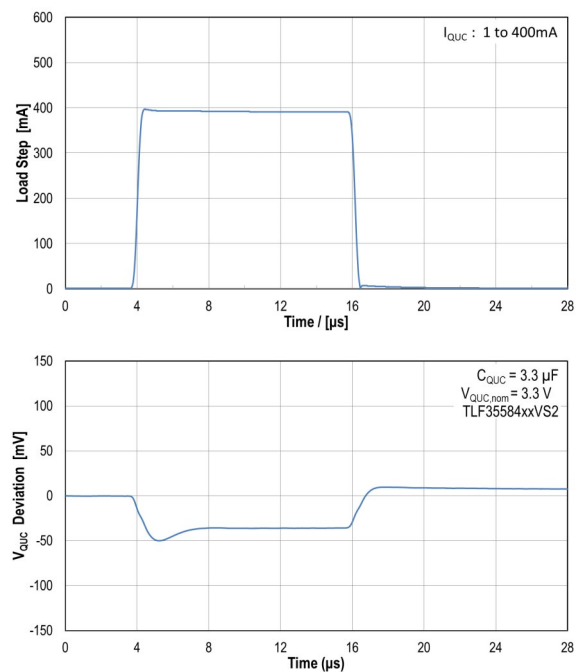 600
500
400
300
200
100
0
Load Step [mA]
I_QUC : 1 to 400mA
0 4 8 12 16 20 24 28
Time / [µs]
150
100
50
0
-50
-100
-150
V_QUC Deviation [mV]
C_QUC = 3.3 µF
V_QUC,nom = 3.3 V
TLF35584xxVS2
0 4 8 12 16 20 24 28
Time (µs)